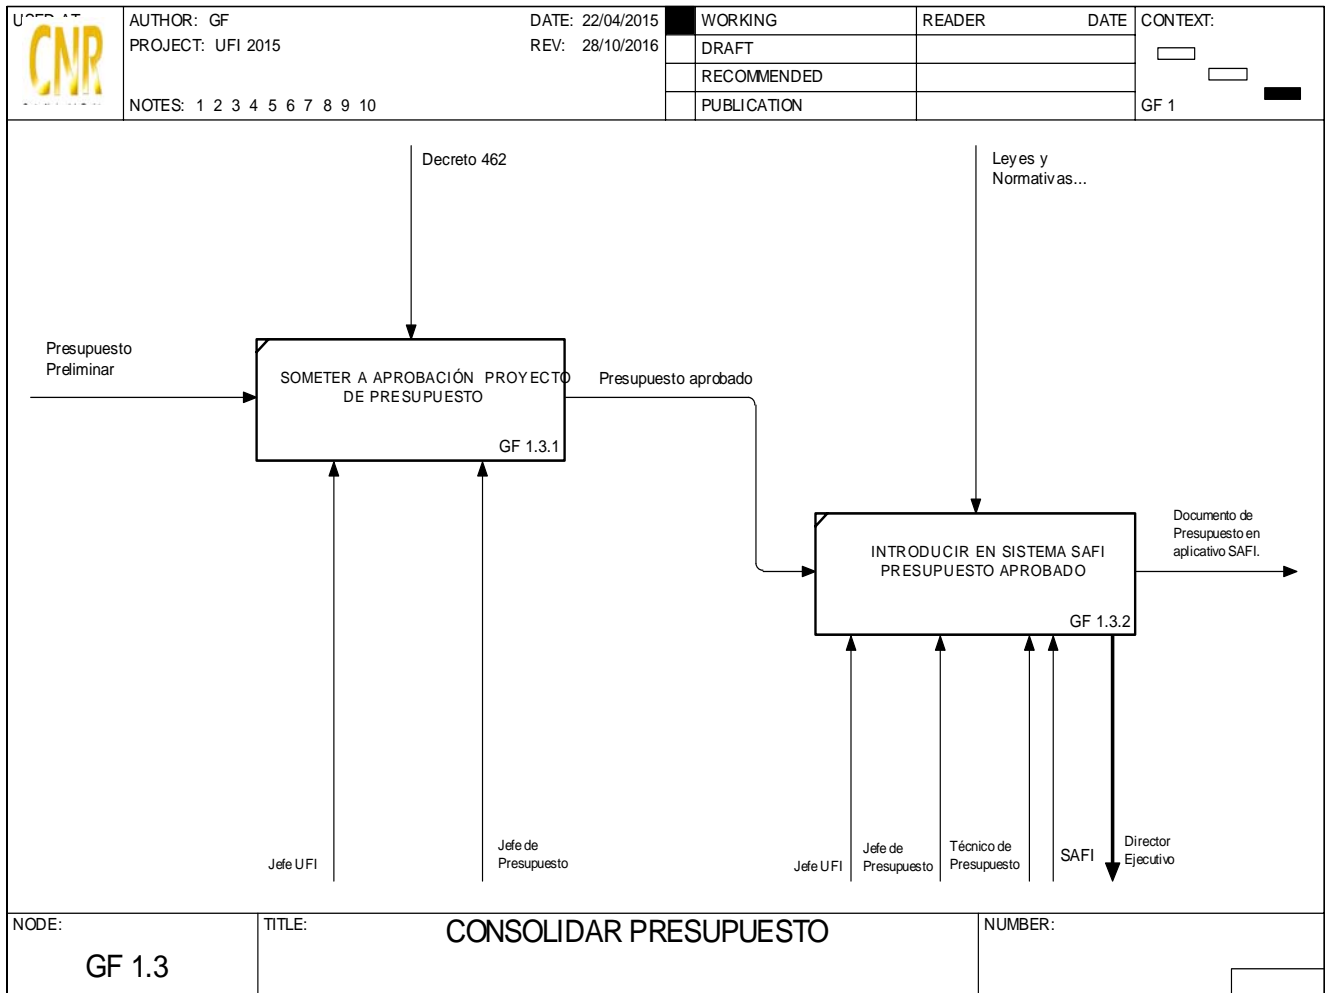 AUTHOR: GF
DATE: 22/04/2015
PROJECT: UFI 2015
REV: 28/10/2016
NOTES: 1 2 3 4 5 6 7 8 9 10
CNR
WORKING
DRAFT
RECOMMENDED
PUBLICATION
READER DATE
CONTEXT:
GF 1
Decreto 462
Leyes y
Normativas...
Presupuesto
Preliminar
SOMETER A APROBACIÓN PROYECTO
DE PRESUPUESTO
GF 1.3.1
Presupuesto aprobado
INTRODUCIR EN SISTEMA SAFI
PRESUPUESTO APROBADO
GF 1.3.2
Documento de
Presupuesto en
aplicativo SAFI.
Jefe UFI
Jefe de
Presupuesto
Jefe UFI
Jefe de
Presupuesto
Técnico de
Presupuesto
SAFI
Director
Ejecutivo
NODE:
GF 1.3
TITLE:
CONSOLIDAR PRESUPUESTO
NUMBER: